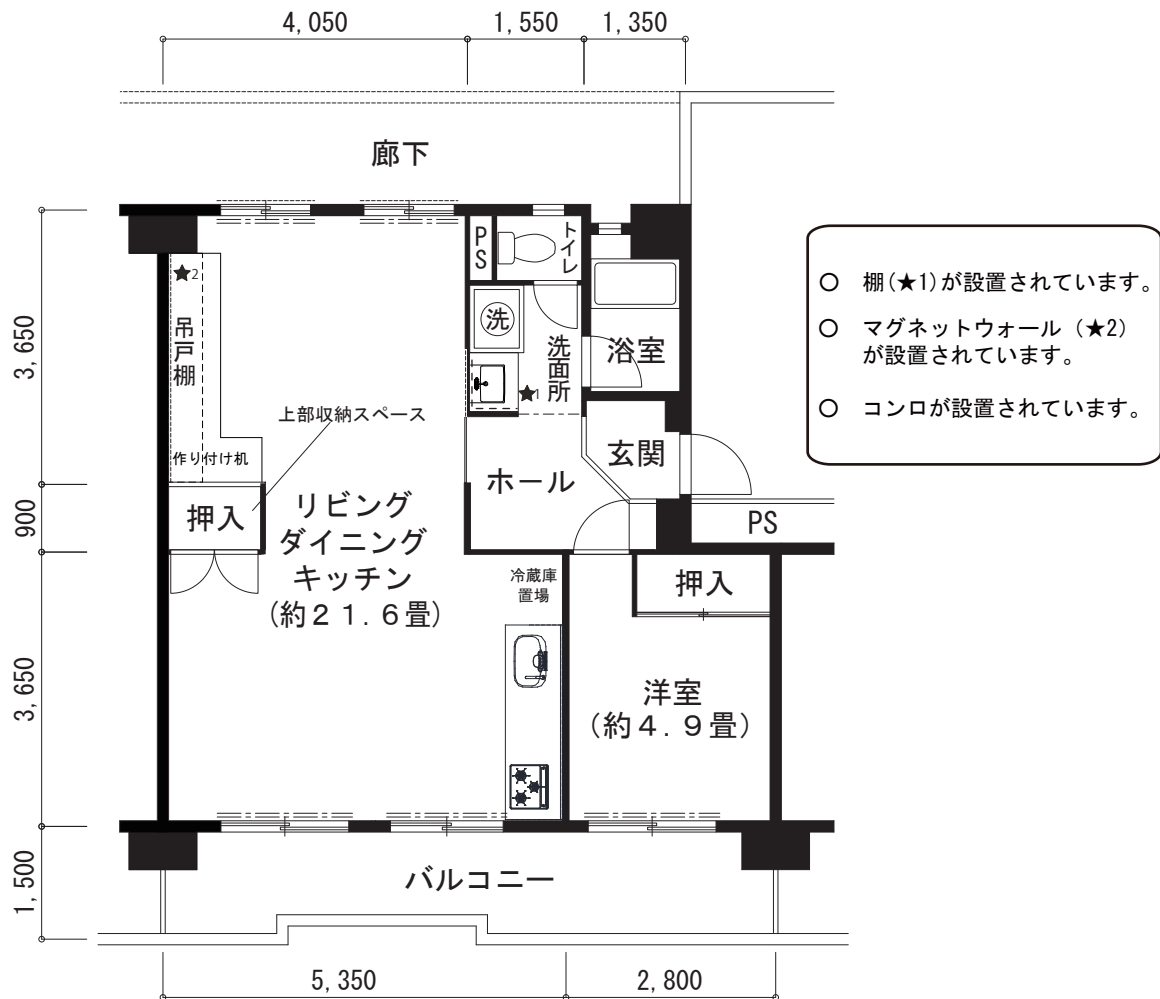 4,050
1,550
1,350
廊下
PS
トイレ
★2
吊戸棚
洗
洗面所
★1
浴室
3,650
上部収納スペース
作り付け机
玄関
ホール
900
押入
リビング
ダイニング
キッチン
(約21.6畳)
PS
冷蔵庫
置場
押入
3,650
洋室
(約4.9畳)
1,500
バルコニー
5,350
2,800
○ 棚(★1)が設置されています。
○ マグネットウォール (★2)
が設置されています。
○ コンロが設置されています。